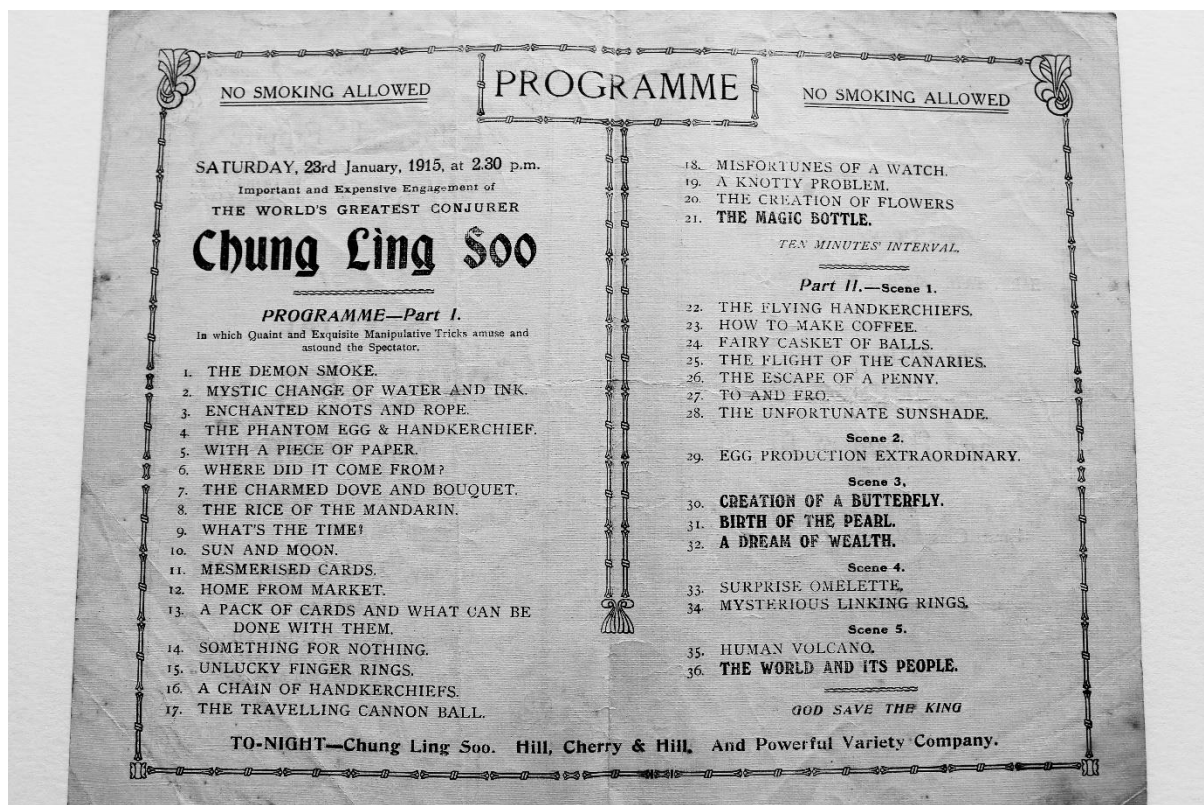 PROGRAMME
NO SMOKING ALLOWED
NO SMOKING ALLOWED
SATURDAY, 23rd January, 1915, at 2.30 p.m.
Important and Expensive Engagement of
THE WORLD'S GREATEST CONJURER
Chung Ling Soo
PROGRAMME—Part I.
In which Quaint and Exquisite Manipulative Tricks amuse and
astound the Spectator.
1. THE DEMON SMOKE.
2. MYSTIC CHANGE OF WATER AND INK.
3. ENCHANTED KNOTS AND ROPE.
4. THE PHANTOM EGG & HANDKERCHIEF.
5. WITH A PIECE OF PAPER.
6. WHERE DID IT COME FROM?
7. THE CHARMED DOVE AND BOUQUET.
8. THE RICE OF THE MANDARIN.
9. WHAT'S THE TIME?
10. SUN AND MOON.
11. MESMERISED CARDS.
12. HOME FROM MARKET.
13. A PACK OF CARDS AND WHAT CAN BE
DONE WITH THEM.
14. SOMETHING FOR NOTHING.
15. UNLUCKY FINGER RINGS.
16. A CHAIN OF HANDKERCHIEFS.
17. THE TRAVELLING CANNON BALL.
18. MISFORTUNES OF A WATCH.
19. A KNOTTY PROBLEM.
20. THE CREATION OF FLOWERS
21. THE MAGIC BOTTLE.
TEN MINUTES' INTERVAL.
Part II.—Scene 1.
22. THE FLYING HANDKERCHIEFS.
23. HOW TO MAKE COFFEE.
24. FAIRY CASKET OF BALLS.
25. THE FLIGHT OF THE CANARIES.
26. THE ESCAPE OF A PENNY.
27. TO AND FRO.
28. THE UNFORTUNATE SUNSHADE.
Scene 2.
29. EGG PRODUCTION EXTRAORDINARY.
Scene 3.
30. CREATION OF A BUTTERFLY.
31. BIRTH OF THE PEARL.
32. A DREAM OF WEALTH.
Scene 4.
33. SURPRISE OMELETTE.
34. MYSTERIOUS LINKING RINGS.
Scene 5.
35. HUMAN VOLCANO.
36. THE WORLD AND ITS PEOPLE.
GOD SAVE THE KING
TO-NIGHT—Chung Ling Soo. Hill, Cherry & Hill. And Powerful Variety Company.